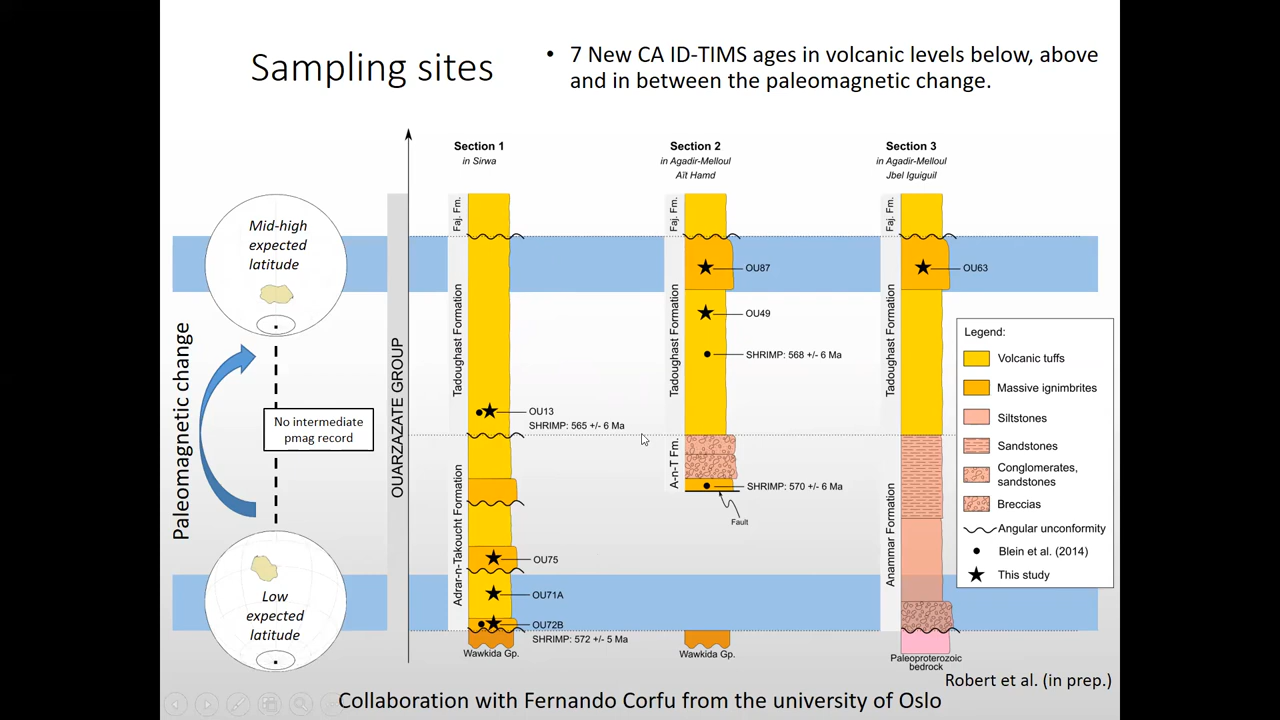 Sampling sites
• 7 New CA ID-TIMS ages in volcanic levels below, above
and in between the paleomagnetic change.
Section 1
in Sirwa
Section 2
in Agadir-Melloul
Aït Hamd
Section 3
in Agadir-Melloul
Jbel Iguiguil
Paleomagnetic change
Mid-high
expected
latitude
No intermediate
pmag record
Low
expected
latitude
OUARZAZATE GROUP
Faj. Fm.
Tadoughast Formation
Adrar-n-Takoucht Formation
OU13
SHRIMP: 565 +/- 6 Ma
OU75
OU71A
OU72B
SHRIMP: 572 +/- 5 Ma
Wawkida Gp.
Faj. Fm.
Tadoughast Formation
A-n-T Fm.
OU87
OU49
SHRIMP: 568 +/- 6 Ma
SHRIMP: 570 +/- 6 Ma
Fault
Wawkida Gp.
Faj. Fm.
Tadoughast Formation
Anammar Formation
OU63
Paleoproterozoic
bedrock
Legend:
Volcanic tuffs
Massive ignimbrites
Siltstones
Sandstones
Conglomerates,
sandstones
Breccias
Angular unconformity
Blein et al. (2014)
This study
Robert et al. (in prep.)
Collaboration with Fernando Corfu from the university of Oslo